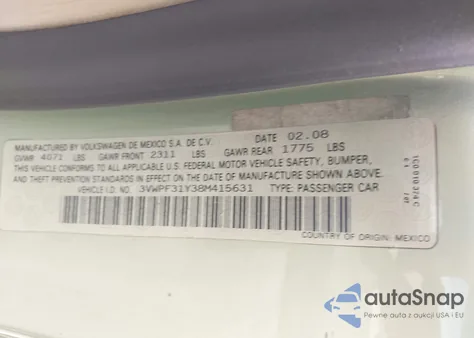 MANUFACTURED BY VOLKSWAGEN DE MEXICO S.A. DE C.V. DATE 02.08
GVWR 4071 LBS GAWR FRONT 2311 LBS GAWR REAR 1775 LBS
THIS VEHICLE CONFORMS TO ALL APPLICABLE U.S. FEDERAL MOTOR VEHICLE SAFETY, BUMPER,
AND THEFT PREVENTION STANDARDS IN EFFECT ON THE DATE OF MANUFACTURE SHOWN ABOVE.
VEHICLE I.D. NO. 3VWPF31Y38M415631 TYPE: PASSENGER CAR
COUNTRY OF ORIGIN: MEXICO
autoSnap
Pewne auta z aukcji USA i EU